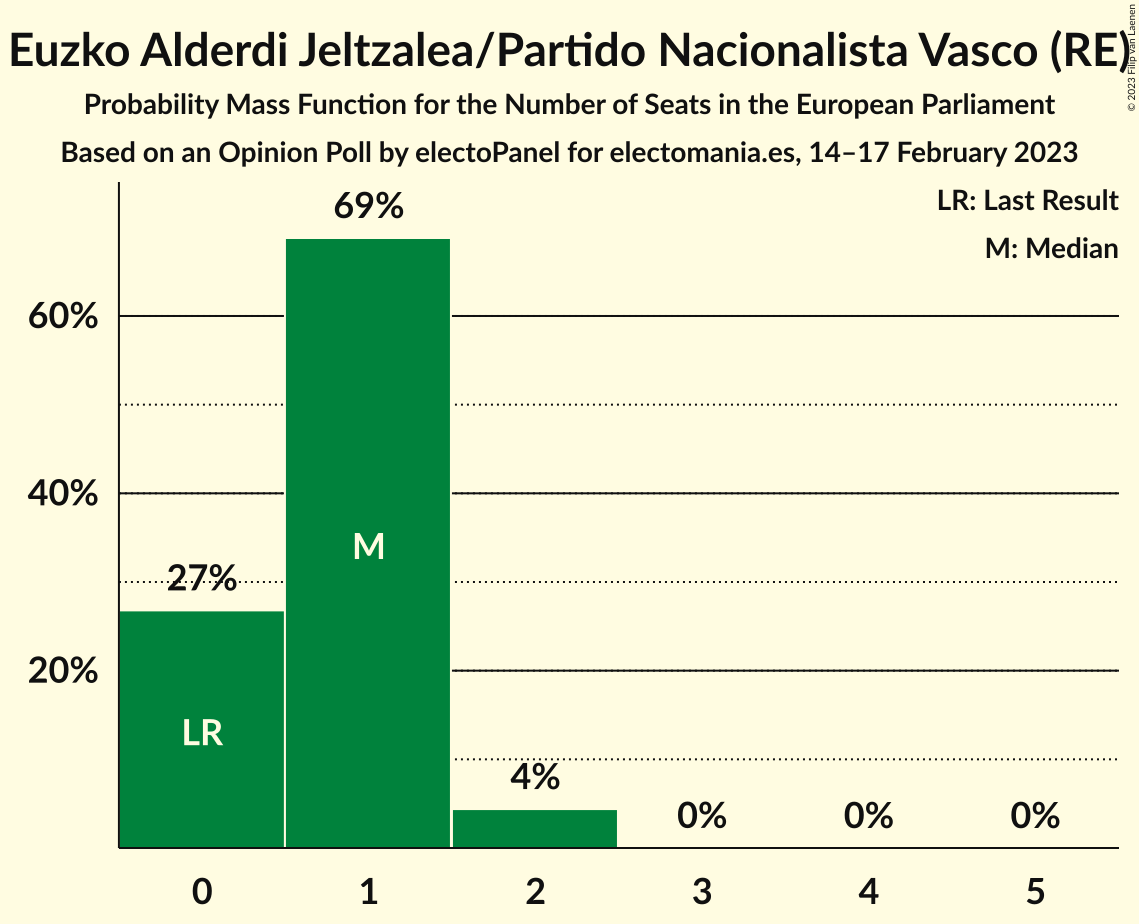 Euzko Alderdi Jeltzalea/Partido Nacionalista Vasco (RE)
© 2023 Filip van Laenen
Probability Mass Function for the Number of Seats in the European Parliament
Based on an Opinion Poll by electoPanel for electomania.es, 14–17 February 2023
LR: Last Result
M: Median
69%
60%
40%
M
27%
20%
LR
4%
0%
0%
0%
0
1
2
3
4
5